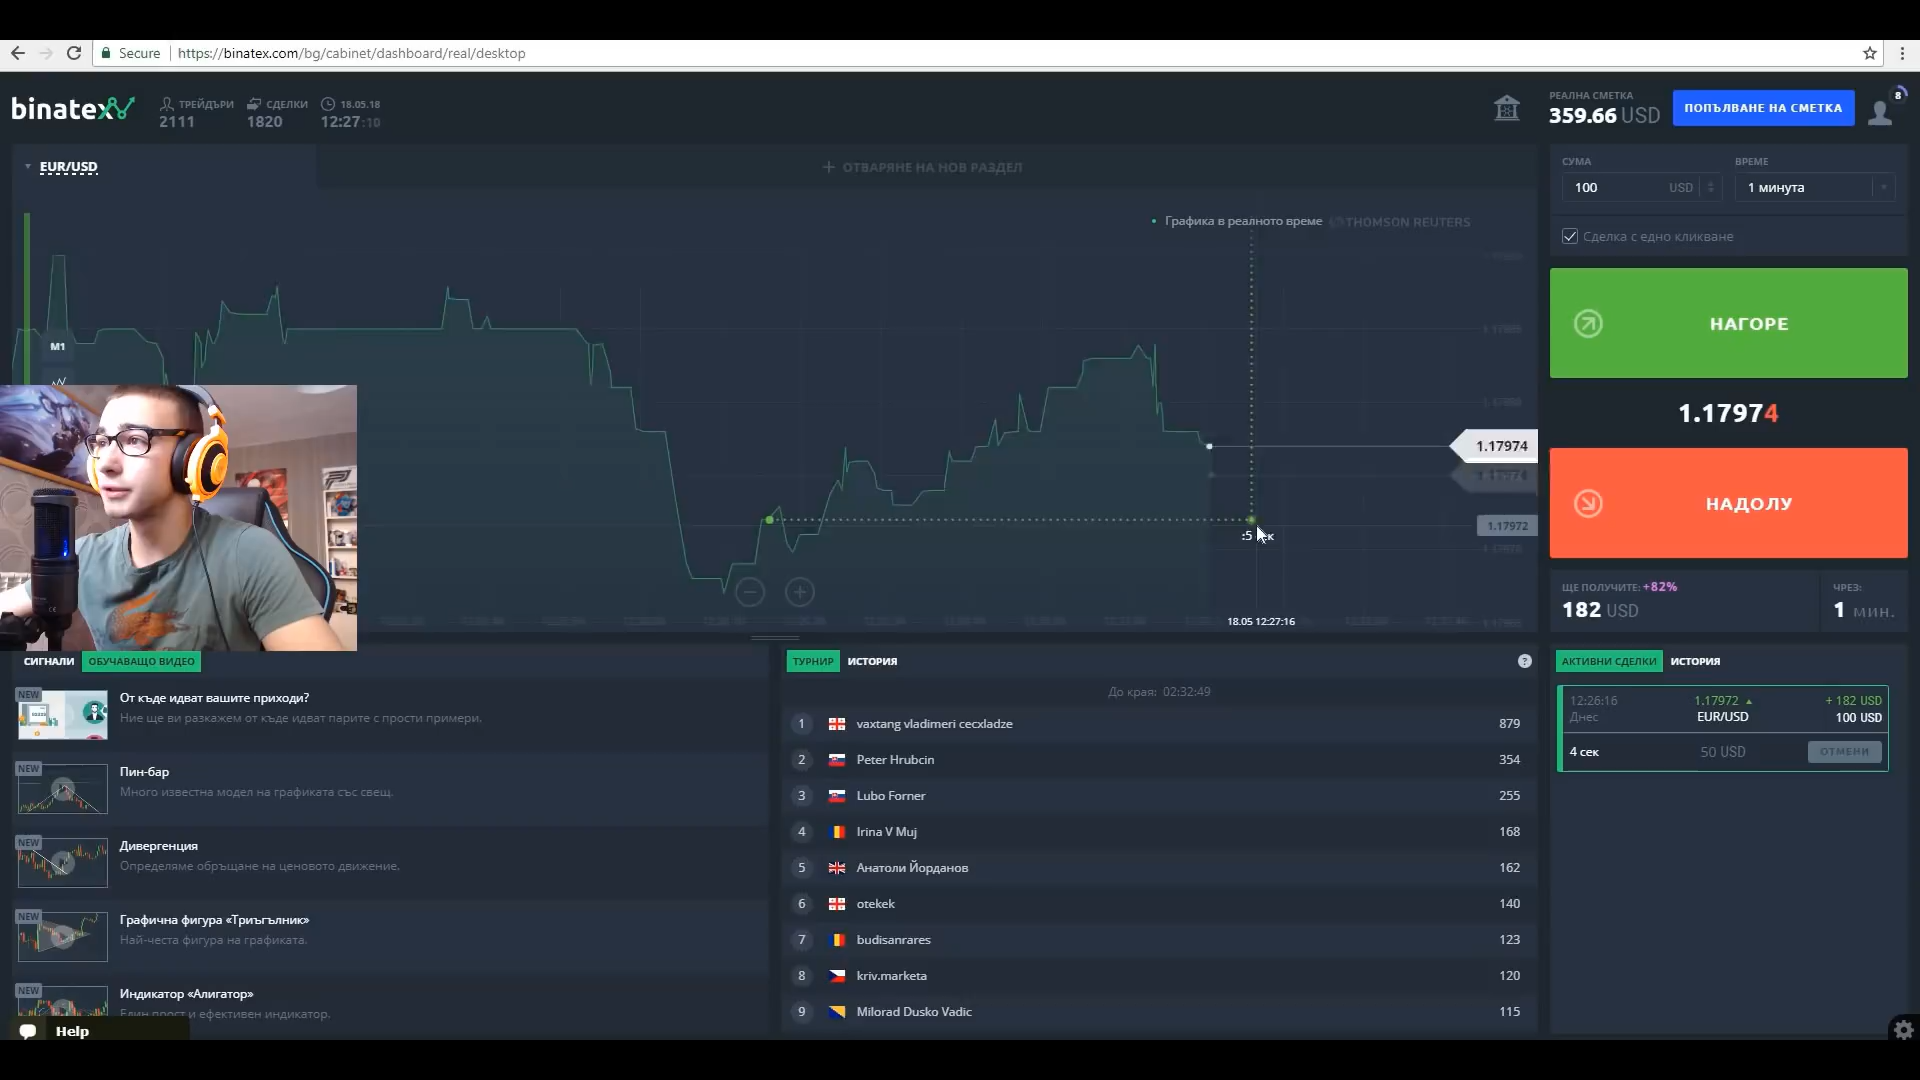 Secure | https://binatex.com/bg/cabinet/dashboard/real/desktop
binatex
ТРЕЙДЪРИ
2111
СДЕЛКИ
1820
18.05.18
12:27:10
РЕАЛНА СМЕТКА
359.66 USD
ПОПЪЛВАНЕ НА СМЕТКА
8
EUR/USD
+ ОТВАРЯНЕ НА НОВ РАЗДЕЛ
СУМА
100 USD
ВРЕМЕ
1 минута
Графика в реалното време
THOMSON REUTERS
Сделка с едно кликване
M1
НАГОРЕ
1.17974
1.17974
НАДОЛУ
1.17972
18.05 12:27:16
ЩЕ ПОЛУЧИТЕ: +82%
182 USD
ЧРЕЗ:
1 мин.
СИГНАЛИ
ОБУЧАВАЩО ВИДЕО
NEW
От къде идват вашите приходи?
Ние ще ви разкажем от къде идват парите с прости примери.
NEW
Пин-бар
Много известна модел на графиката със свещ.
NEW
Дивергенция
Определяме обръщане на ценовото движение.
NEW
Графична фигура «Триъгълник»
Най-честа фигура на графиката.
NEW
Индикатор «Алигатор»
Един прост и ефективен индикатор.
Help
ТУРНИР
ИСТОРИЯ
?
До края: 02:32:49
1 vaxtang vladimeri cecxladze 879
2 Peter Hrubcin 354
3 Lubo Forner 255
4 Irina V Muj 168
5 Анатоли Йорданов 162
6 otekek 140
7 budisanrares 123
8 kriv.marketa 120
9 Milorad Dusko Vadic 115
АКТИВНИ СДЕЛКИ
ИСТОРИЯ
12:26:16 1.17972 + 182 USD
Днес EUR/USD 100 USD
4 сек 50 USD ОТМЕНИ